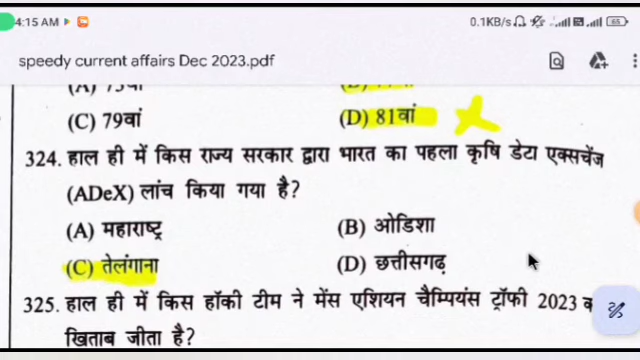 4:15 AM
0.1KB/s
65
speedy current affairs Dec 2023.pdf
(C) 79वां
(D) 81वां
324. हाल ही में किस राज्य सरकार द्वारा भारत का पहला कृषि डेटा एक्सचेंज
(ADeX) लांच किया गया है?
(A) महाराष्ट्र
(B) ओडिशा
(C) तेलंगाना
(D) छत्तीसगढ़
325. हाल ही में किस हॉकी टीम ने मेंस एशियन चैम्पियंस ट्रॉफी 2023
खिताब जीता है?